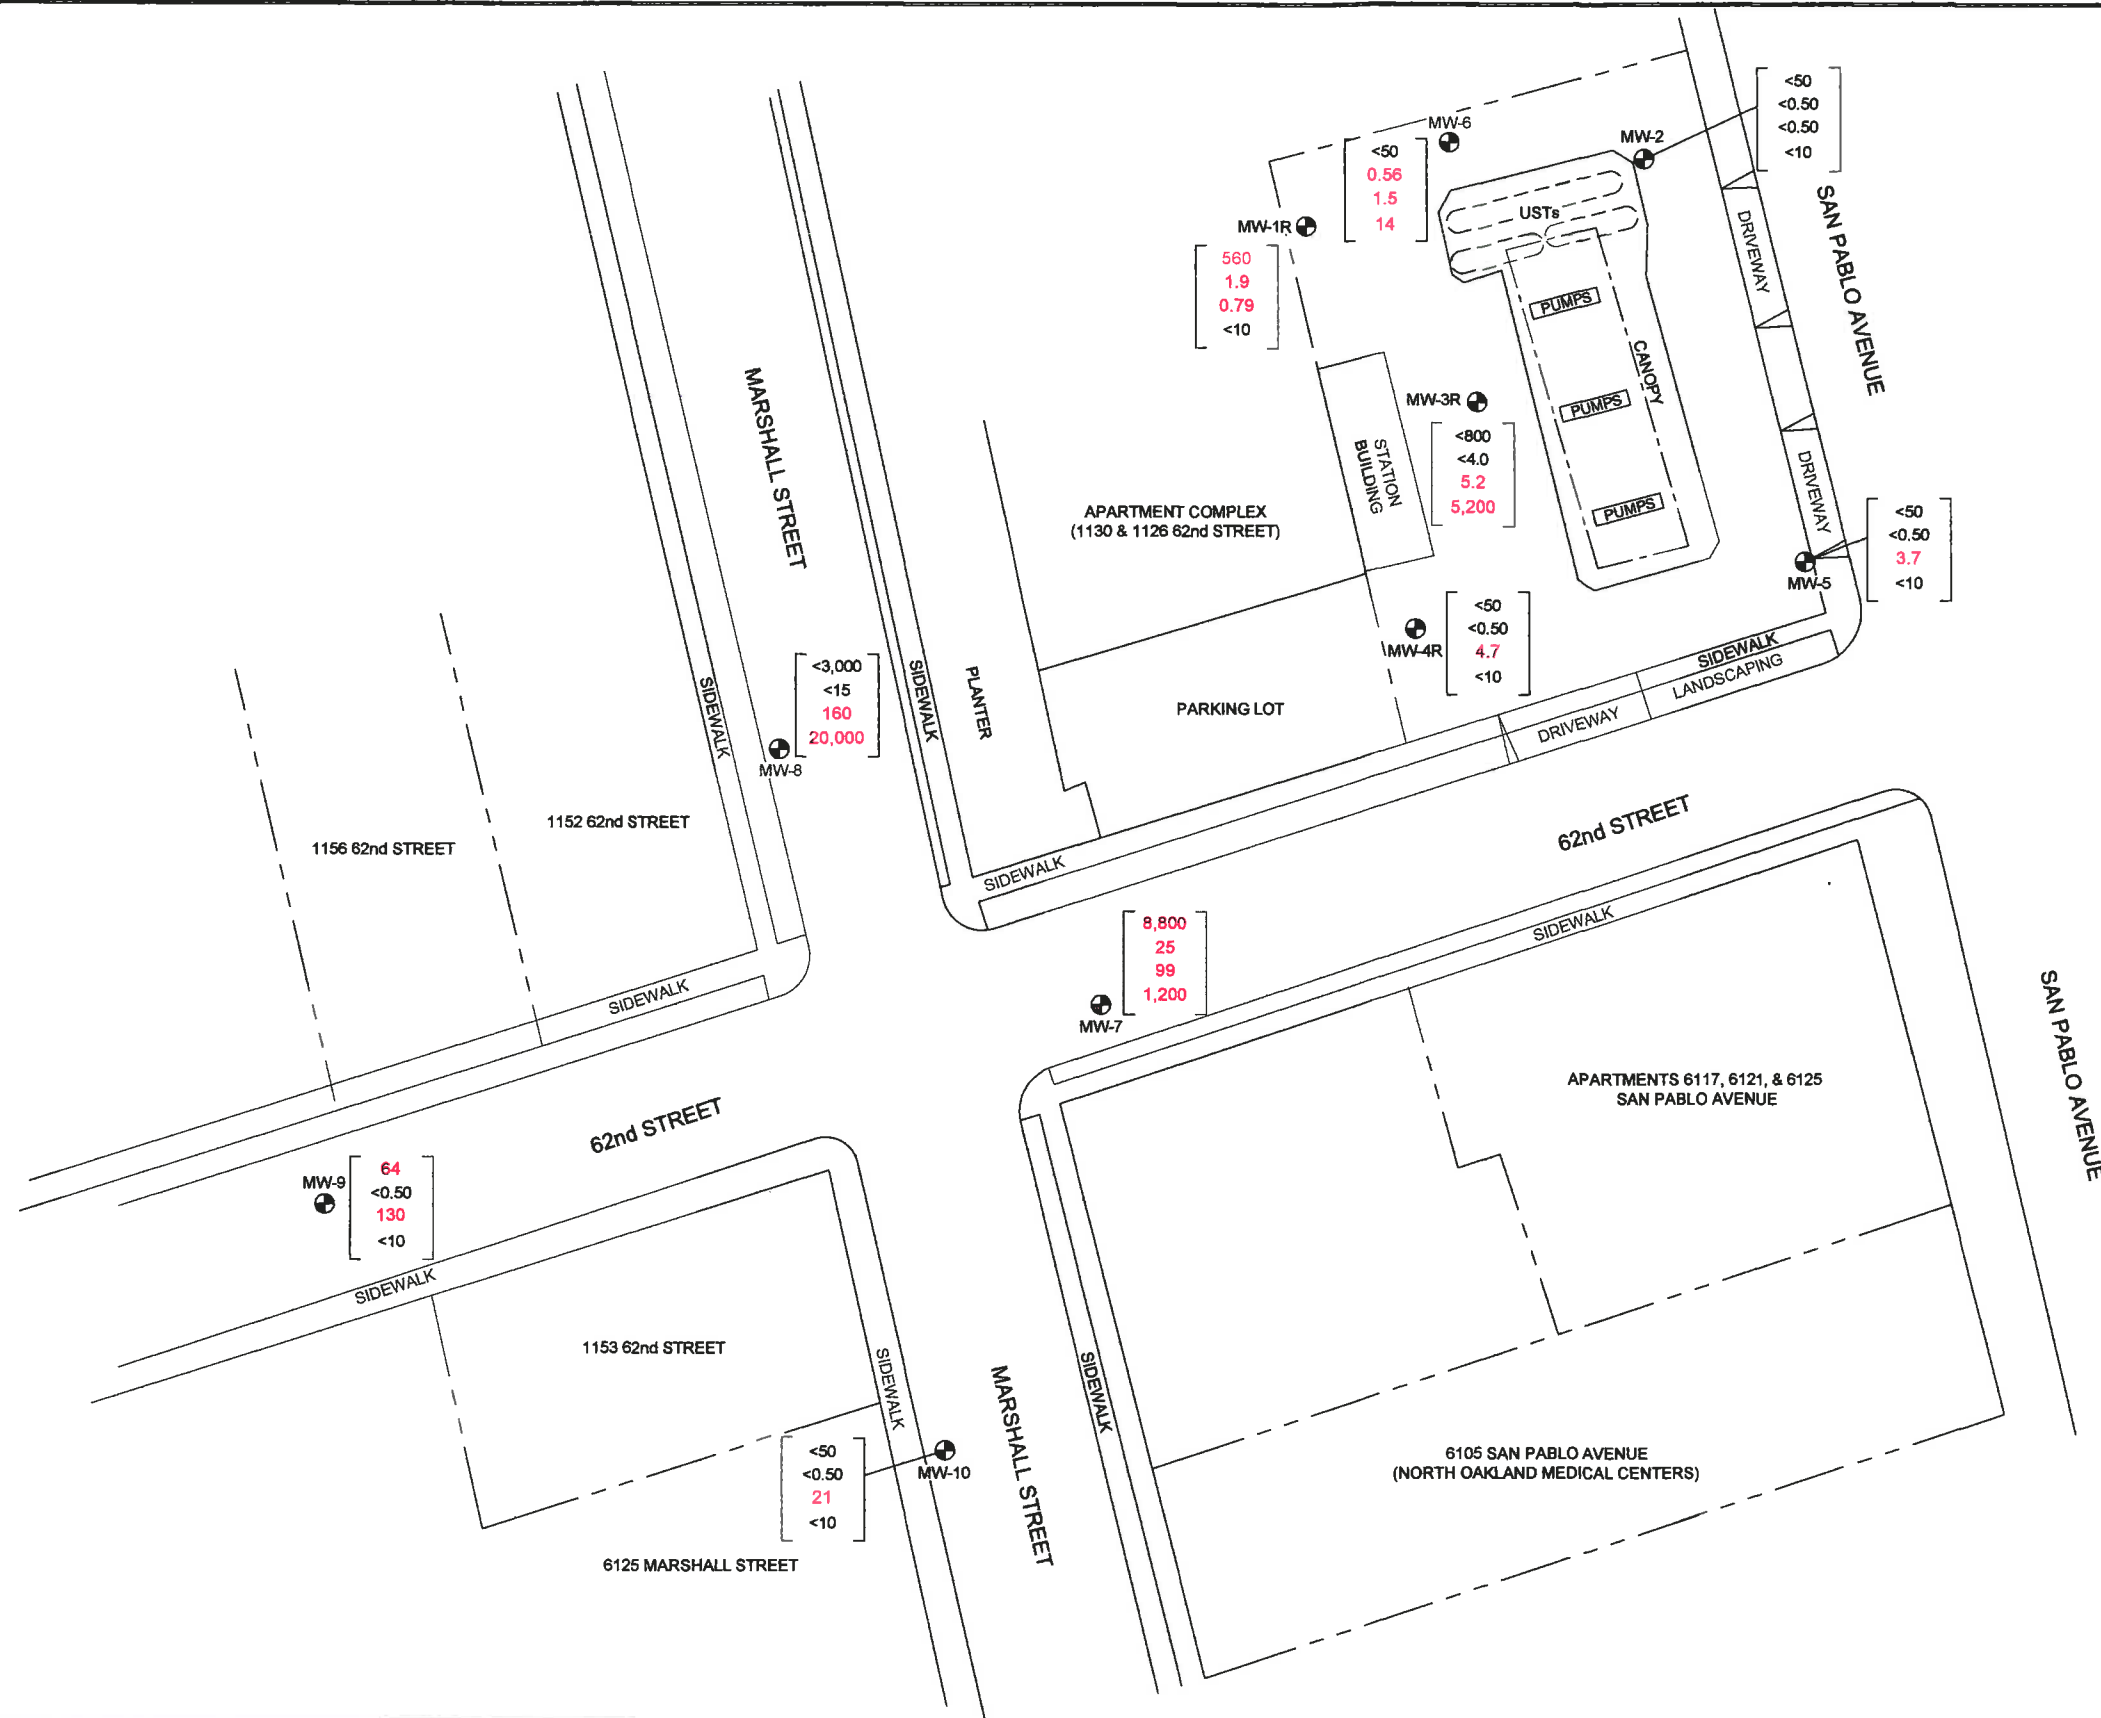 <50
<0.50
<0.50
<10
MW-2
MW-6
<50
0.56
1.5
14
MW-1R
560
1.9
0.79
<10
USTs
PUMPS
PUMPS
PUMPS
CANOPY
DRIVEWAY
DRIVEWAY
SAN PABLO AVENUE
MW-3R
<800
<4.0
5.2
5,200
STATION
BUILDING
APARTMENT COMPLEX
(1130 & 1126 62nd STREET)
MARSHALL STREET
<50
<0.50
3.7
<10
MW-5
<50
<0.50
4.7
<10
MW-4R
SIDEWALK
LANDSCAPING
DRIVEWAY
PARKING LOT
PLANTER
SIDEWALK
SIDEWALK
<3,000
<15
160
20,000
MW-8
1152 62nd STREET
1156 62nd STREET
62nd STREET
SIDEWALK
SIDEWALK
8,800
25
99
1,200
MW-7
SIDEWALK
SAN PABLO AVENUE
APARTMENTS 6117, 6121, & 6125
SAN PABLO AVENUE
62nd STREET
MW-9
64
<0.50
130
<10
SIDEWALK
1153 62nd STREET
SIDEWALK
SIDEWALK
MARSHALL STREET
<50
<0.50
21
<10
MW-10
6105 SAN PABLO AVENUE
(NORTH OAKLAND MEDICAL CENTERS)
6125 MARSHALL STREET